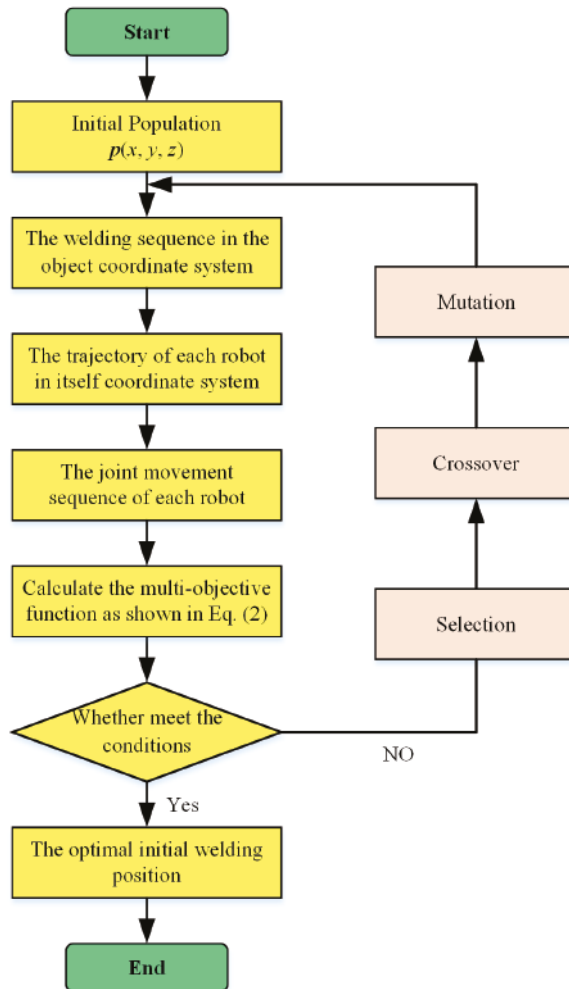 Start
Initial Population
p(x, y, z)
The welding sequence in the
object coordinate system
The trajectory of each robot
in itself coordinate system
The joint movement
sequence of each robot
Calculate the multi-objective
function as shown in Eq. (2)
Whether meet the
conditions
NO
Yes
The optimal initial welding
position
End
Mutation
Crossover
Selection